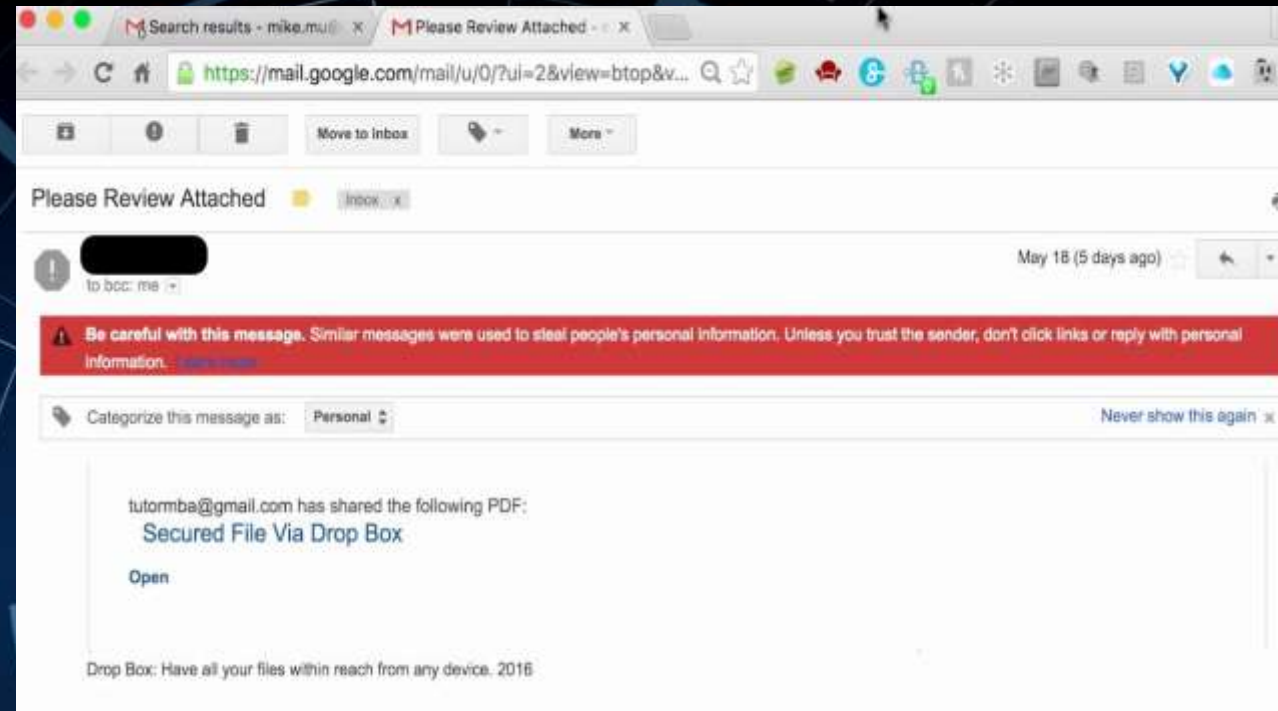 Search results - mike.mu
Please Review Attached -
https://mail.google.com/mail/u/0/?ui=2&view=btop&v...
Move to inbox
More
Please Review Attached
Inbox x
May 18 (5 days ago)
to bcc: me
Be careful with this message. Similar messages were used to steal people's personal information. Unless you trust the sender, don't click links or reply with personal
information. Learn more
Categorize this message as: Personal
Never show this again x
tutormba@gmail.com has shared the following PDF:
Secured File Via Drop Box
Open
Drop Box: Have all your files within reach from any device. 2016